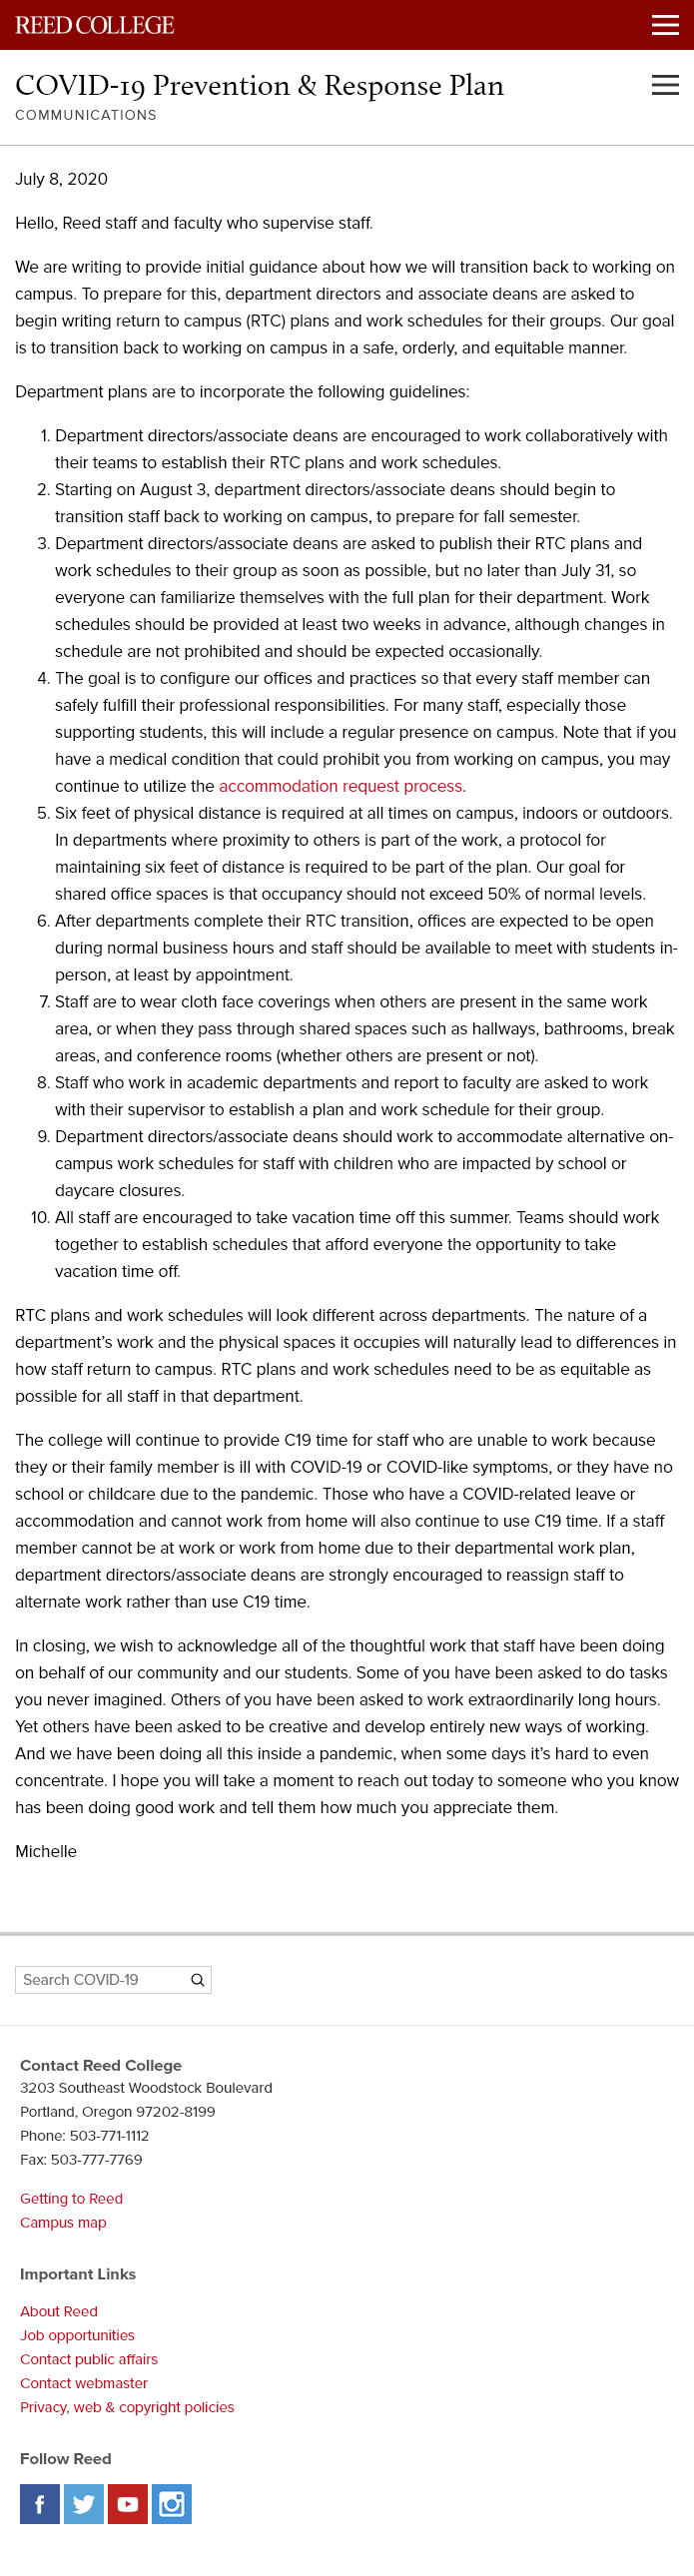 REED COLLEGE
COVID-19 Prevention & Response Plan
COMMUNICATIONS
July 8, 2020
Hello, Reed staff and faculty who supervise staff.
We are writing to provide initial guidance about how we will transition back to working on
campus. To prepare for this, department directors and associate deans are asked to
begin writing return to campus (RTC) plans and work schedules for their groups. Our goal
is to transition back to working on campus in a safe, orderly, and equitable manner.
Department plans are to incorporate the following guidelines:
1. Department directors/associate deans are encouraged to work collaboratively with
their teams to establish their RTC plans and work schedules.
2. Starting on August 3, department directors/associate deans should begin to
transition staff back to working on campus, to prepare for fall semester.
3. Department directors/associate deans are asked to publish their RTC plans and
work schedules to their group as soon as possible, but no later than July 31, so
everyone can familiarize themselves with the full plan for their department. Work
schedules should be provided at least two weeks in advance, although changes in
schedule are not prohibited and should be expected occasionally.
4. The goal is to configure our offices and practices so that every staff member can
safely fulfill their professional responsibilities. For many staff, especially those
supporting students, this will include a regular presence on campus. Note that if you
have a medical condition that could prohibit you from working on campus, you may
continue to utilize the accommodation request process.
5. Six feet of physical distance is required at all times on campus, indoors or outdoors.
In departments where proximity to others is part of the work, a protocol for
maintaining six feet of distance is required to be part of the plan. Our goal for
shared office spaces is that occupancy should not exceed 50% of normal levels.
6. After departments complete their RTC transition, offices are expected to be open
during normal business hours and staff should be available to meet with students in-
person, at least by appointment.
7. Staff are to wear cloth face coverings when others are present in the same work
area, or when they pass through shared spaces such as hallways, bathrooms, break
areas, and conference rooms (whether others are present or not).
8. Staff who work in academic departments and report to faculty are asked to work
with their supervisor to establish a plan and work schedule for their group.
9. Department directors/associate deans should work to accommodate alternative on-
campus work schedules for staff with children who are impacted by school or
daycare closures.
10. All staff are encouraged to take vacation time off this summer. Teams should work
together to establish schedules that afford everyone the opportunity to take
vacation time off.
RTC plans and work schedules will look different across departments. The nature of a
department’s work and the physical spaces it occupies will naturally lead to differences in
how staff return to campus. RTC plans and work schedules need to be as equitable as
possible for all staff in that department.
The college will continue to provide C19 time for staff who are unable to work because
they or their family member is ill with COVID-19 or COVID-like symptoms, or they have no
school or childcare due to the pandemic. Those who have a COVID-related leave or
accommodation and cannot work from home will also continue to use C19 time. If a staff
member cannot be at work or work from home due to their departmental work plan,
department directors/associate deans are strongly encouraged to reassign staff to
alternate work rather than use C19 time.
In closing, we wish to acknowledge all of the thoughtful work that staff have been doing
on behalf of our community and our students. Some of you have been asked to do tasks
you never imagined. Others of you have been asked to work extraordinarily long hours.
Yet others have been asked to be creative and develop entirely new ways of working.
And we have been doing all this inside a pandemic, when some days it’s hard to even
concentrate. I hope you will take a moment to reach out today to someone who you know
has been doing good work and tell them how much you appreciate them.
Michelle
Search COVID-19
Contact Reed College
3203 Southeast Woodstock Boulevard
Portland, Oregon 97202-8199
Phone: 503-771-1112
Fax: 503-777-7769
Getting to Reed
Campus map
Important Links
About Reed
Job opportunities
Contact public affairs
Contact webmaster
Privacy, web & copyright policies
Follow Reed